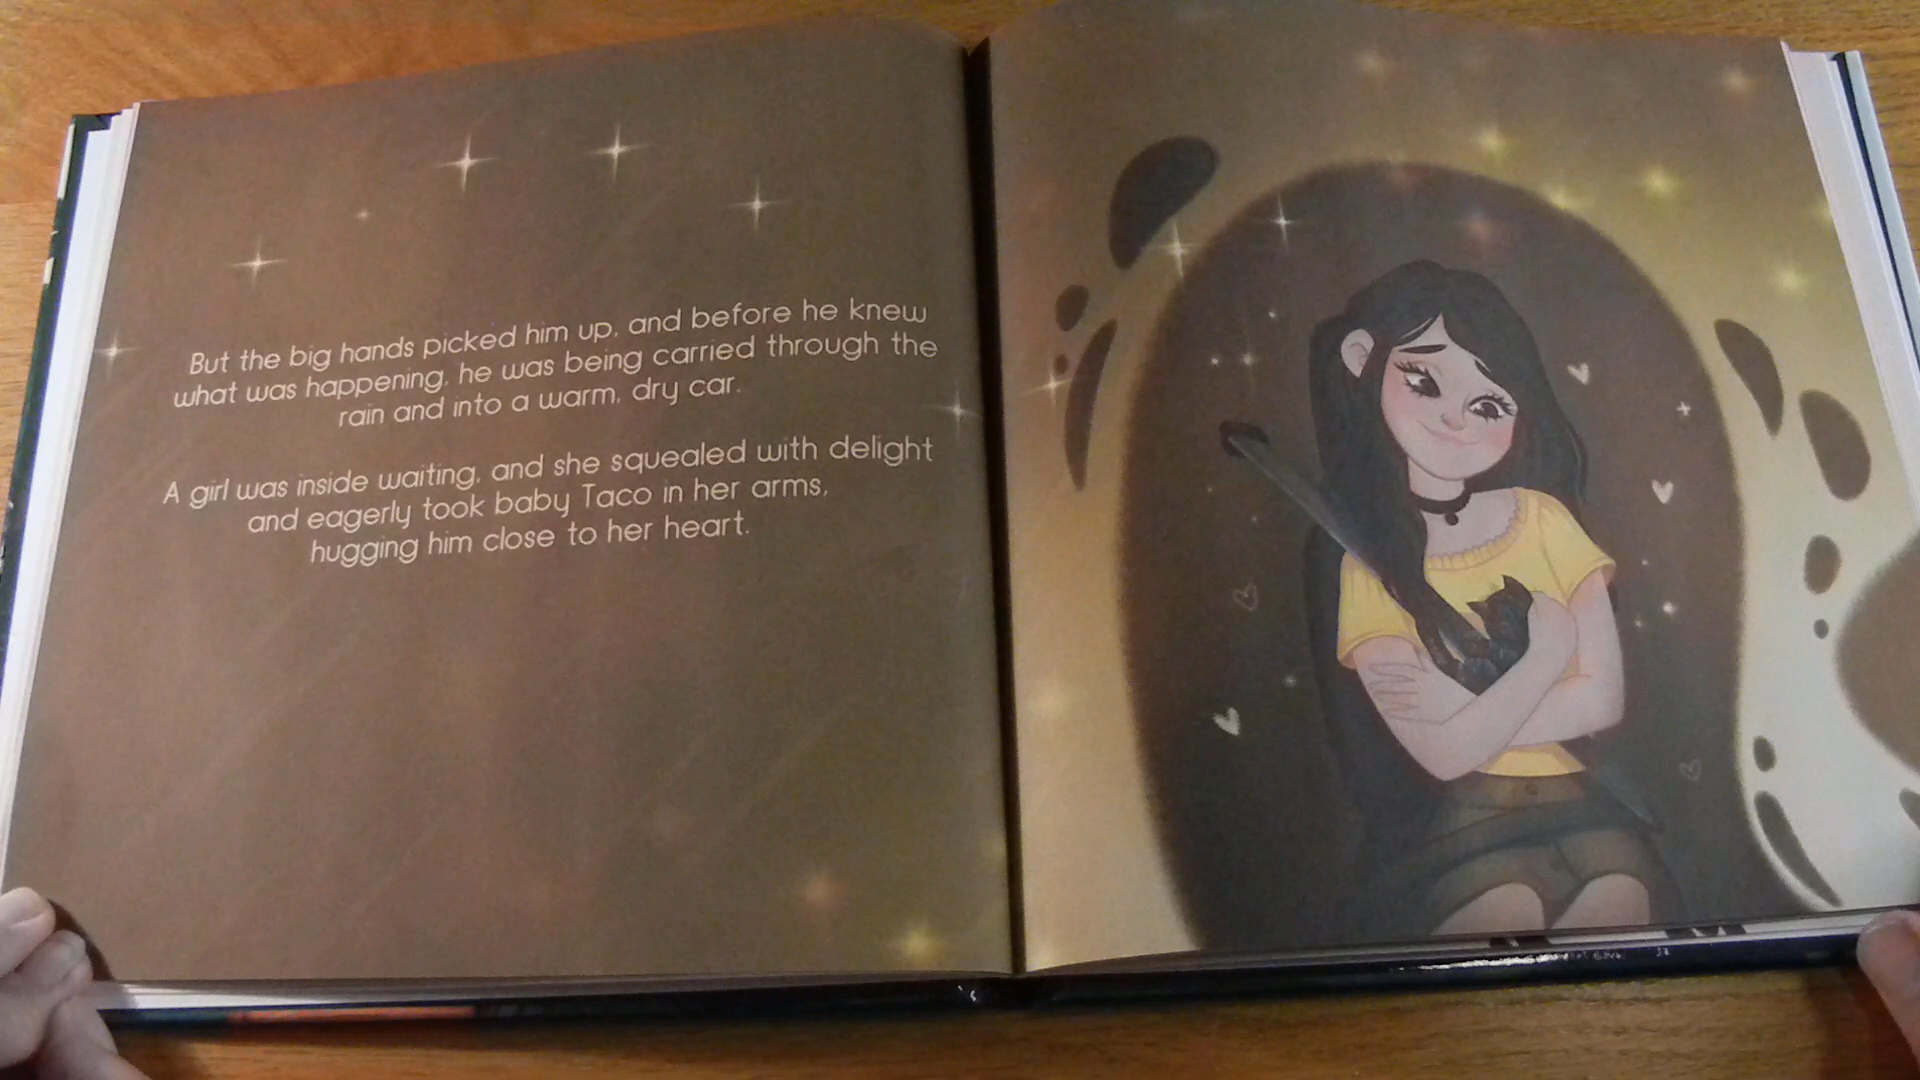 But the big hands picked him up, and before he knew
what was happening, he was being carried through the
rain and into a warm, dry car.
A girl was inside waiting, and she squealed with delight
and eagerly took baby Taco in her arms,
hugging him close to her heart.